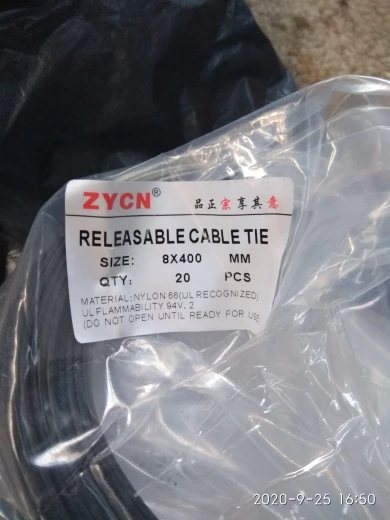 ZYCN® 品正宗享其意
RELEASABLE CABLE TIE
SIZE: 8X400 MM
QTY: 20 PCS
MATERIAL:NYLON 66(UL RECOGNIZED)
UL FLAMMABILITY 94V. 2
(DO NOT OPEN UNTIL READY FOR USE
2020-9-25 16:50